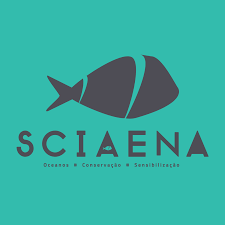 SCIAENA
Oceanos * Conservação * Sensibilização